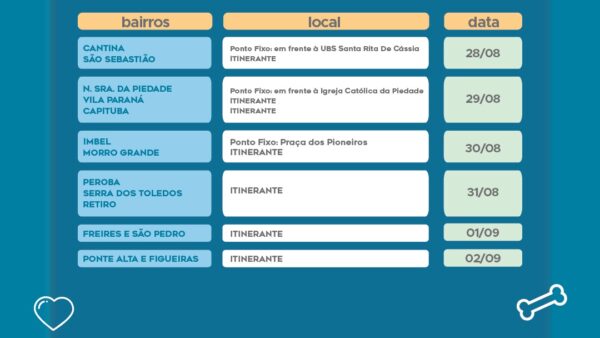 bairros local data
CANTINA
SÃO SEBASTIÃO
Ponto Fixo: em frente à UBS Santa Rita De Cássia
ITINERANTE
28/08
N. SRA. DA PIEDADE
VILA PARANÁ
CAPITUBA
Ponto Fixo: em frente à Igreja Católica da Piedade
ITINERANTE
ITINERANTE
29/08
IMBEL
MORRO GRANDE
Ponto Fixo: Praça dos Pioneiros
ITINERANTE
30/08
PEROBA
SERRA DOS TOLEDOS
RETIRO
ITINERANTE
31/08
FREIRES E SÃO PEDRO
ITINERANTE
01/09
PONTE ALTA E FIGUEIRAS
ITINERANTE
02/09